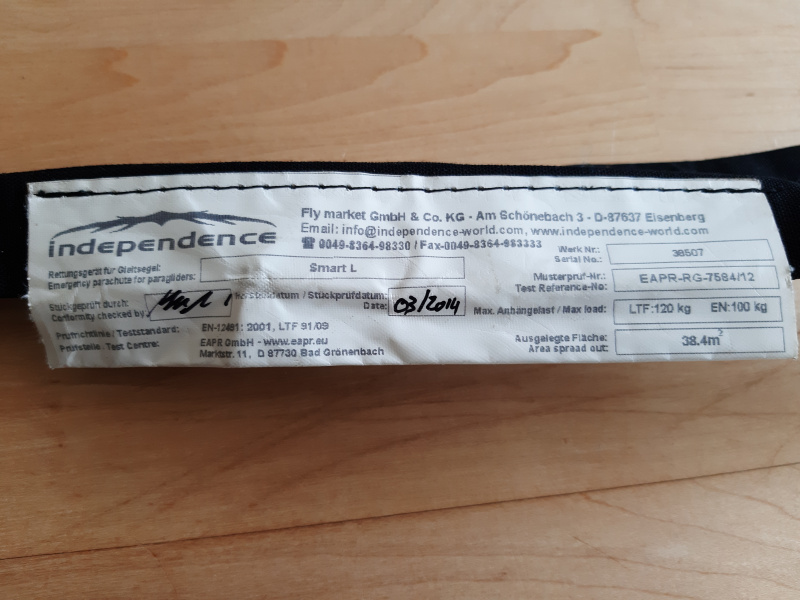 independence
Fly market GmbH & Co. KG - Am Schönebach 3 - D-87637 Eisenberg
Email: info@independence-world.com, www.independence-world.com
☎ 0049-8364-98330 / Fax-0049-8364-983333
Werk Nr.:
Serial No.:
38507
Rettungsgerät für Gleitsegel:
Emergency parachute for paragliders:
Smart L
Musterprüf-Nr.:
Test Reference-No:
EAPR-RG-7584/12
Stückgeprüft durch:
Conformity checked by:
Herstelldatum / Stückprüfdatum:
Date:
03/2014
Max. Anhängelast / Max load:
LTF:120 kg EN:100 kg
Prüfrichtlinie / Teststandard:
EN-12491: 2001, LTF 91/09
Prüfstelle, Test Centre:
EAPR GmbH - www.eapr.eu
Marktstr. 11, D 87730 Bad Grönenbach
Ausgelegte Fläche:
Area spread out:
38.4m²